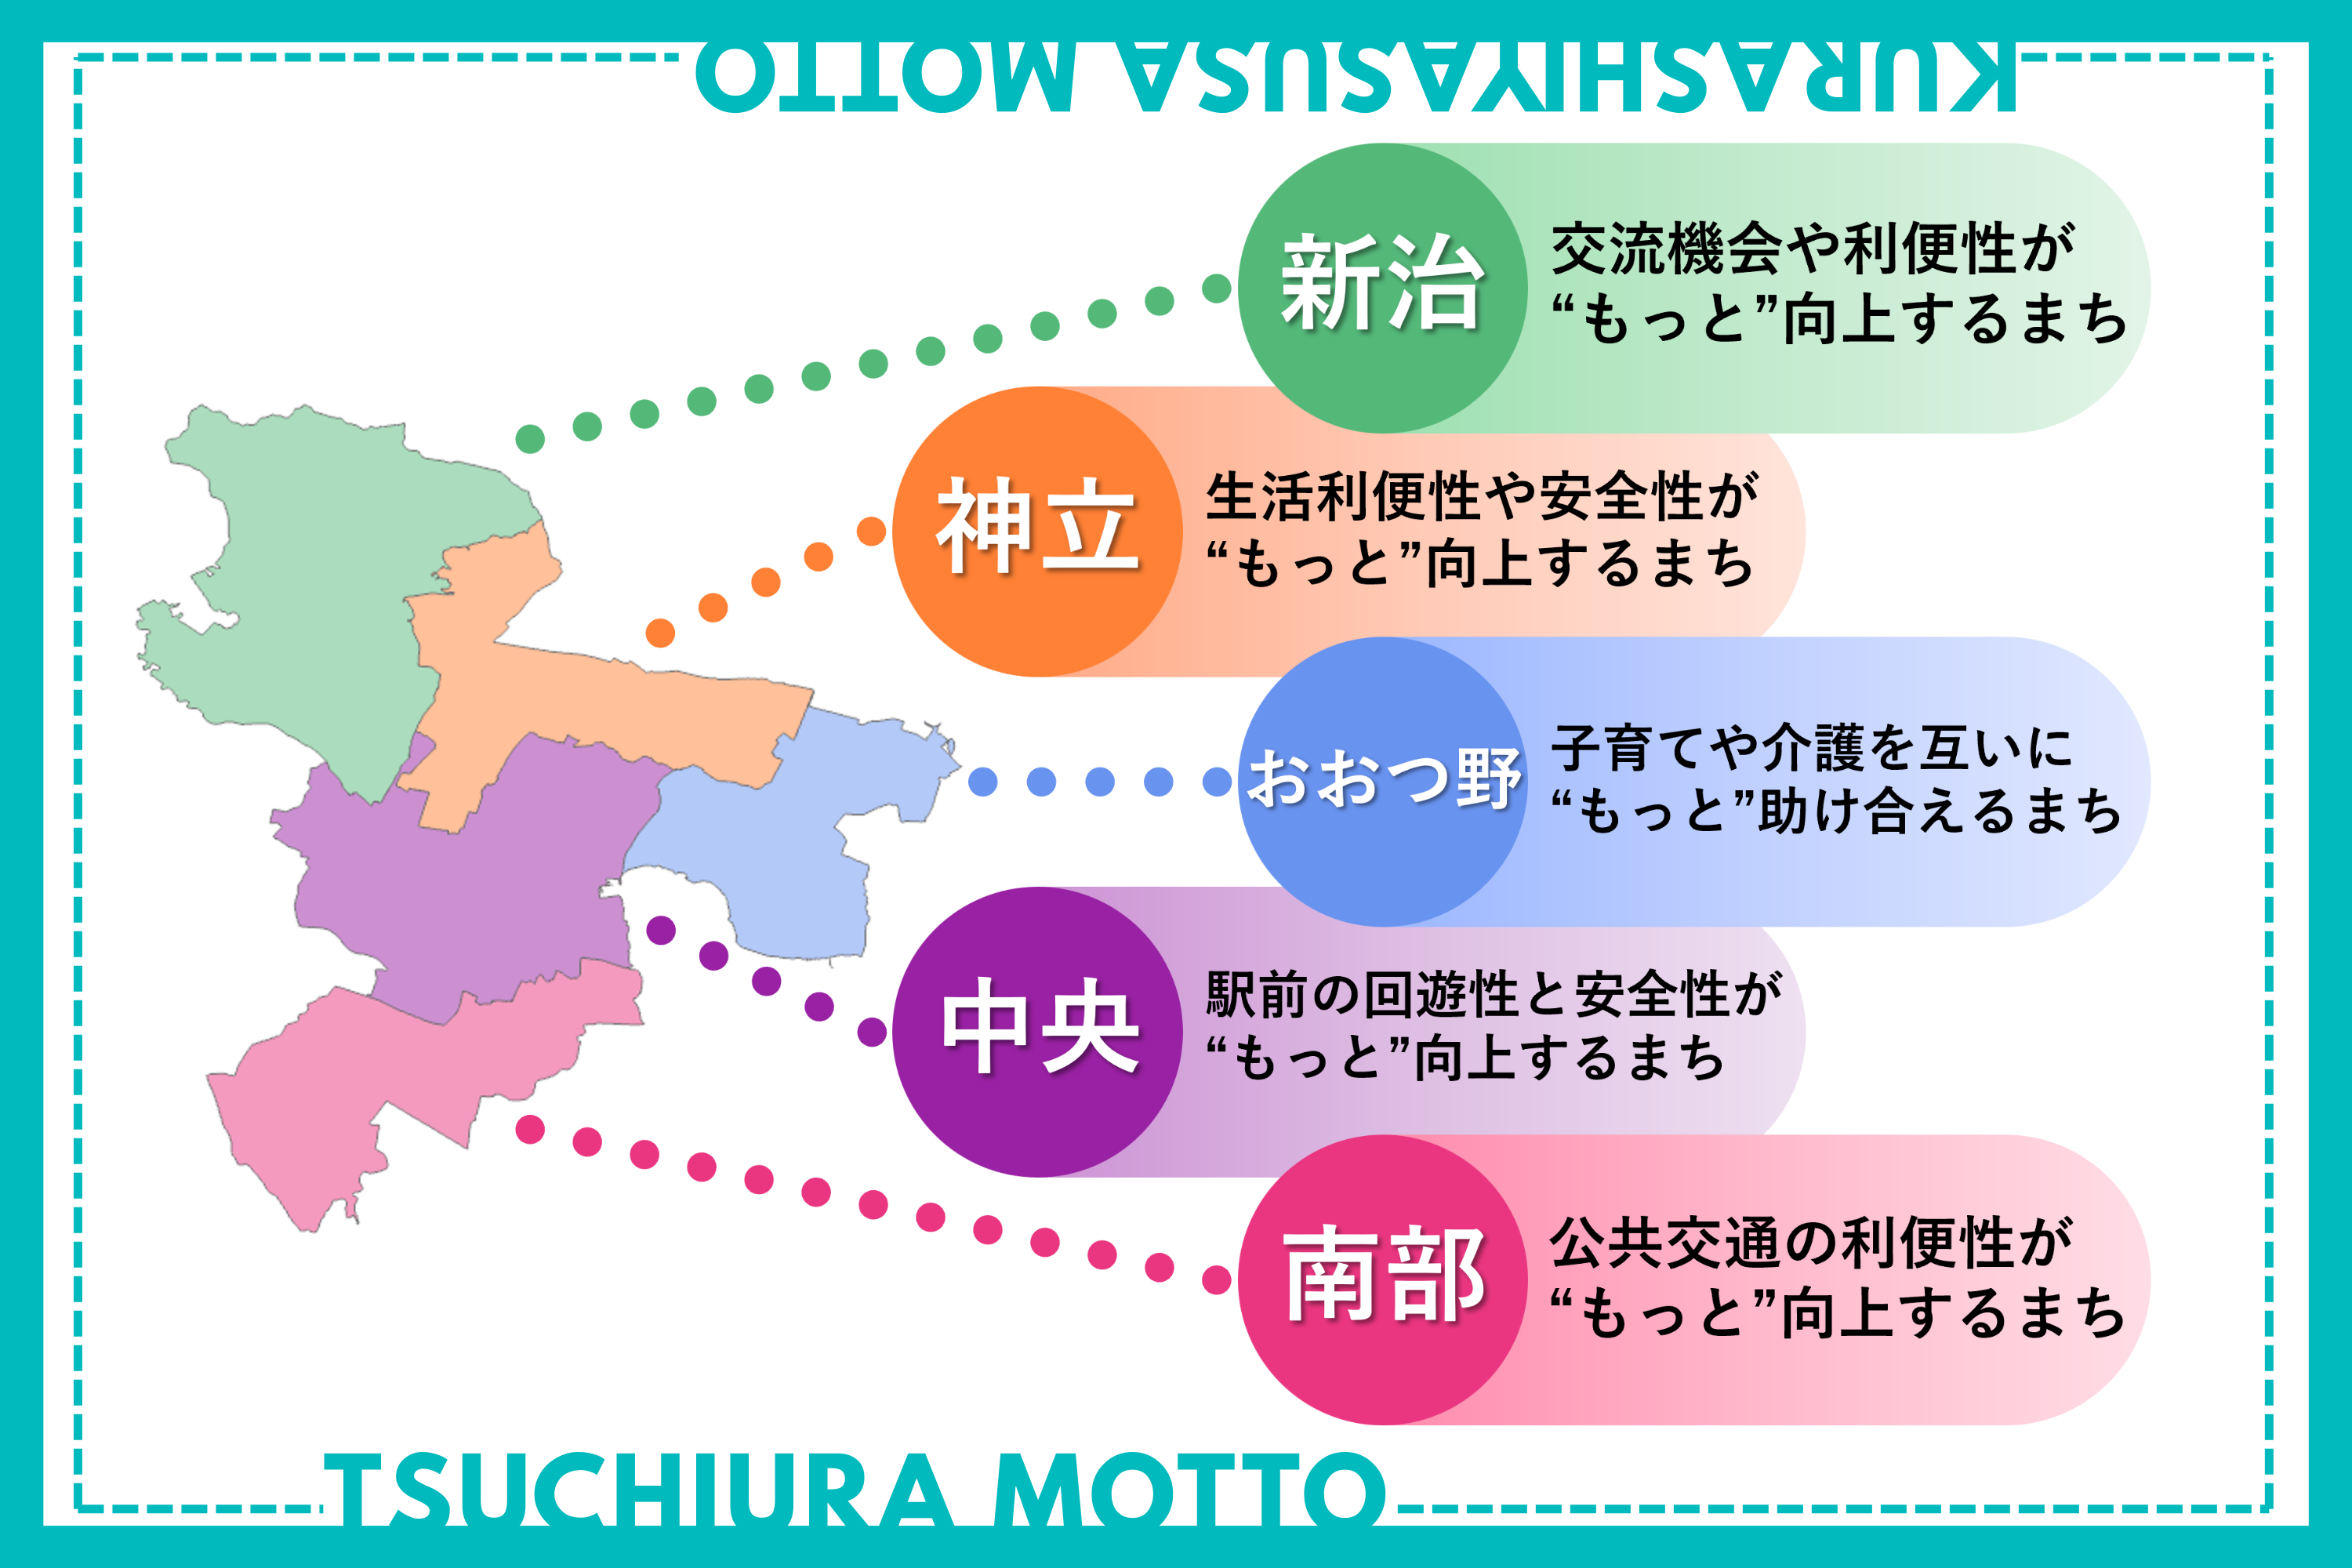 KURASHIYASUSA MOTTO
新治
交流機会や利便性が
“もっと”向上するまち
神立
生活利便性や安全性が
“もっと”向上するまち
おおつ野
子育てや介護を互いに
“もっと”助け合えるまち
中央
駅前の回遊性と安全性が
“もっと”向上するまち
南部
公共交通の利便性が
“もっと”向上するまち
TSUCHIURA MOTTO